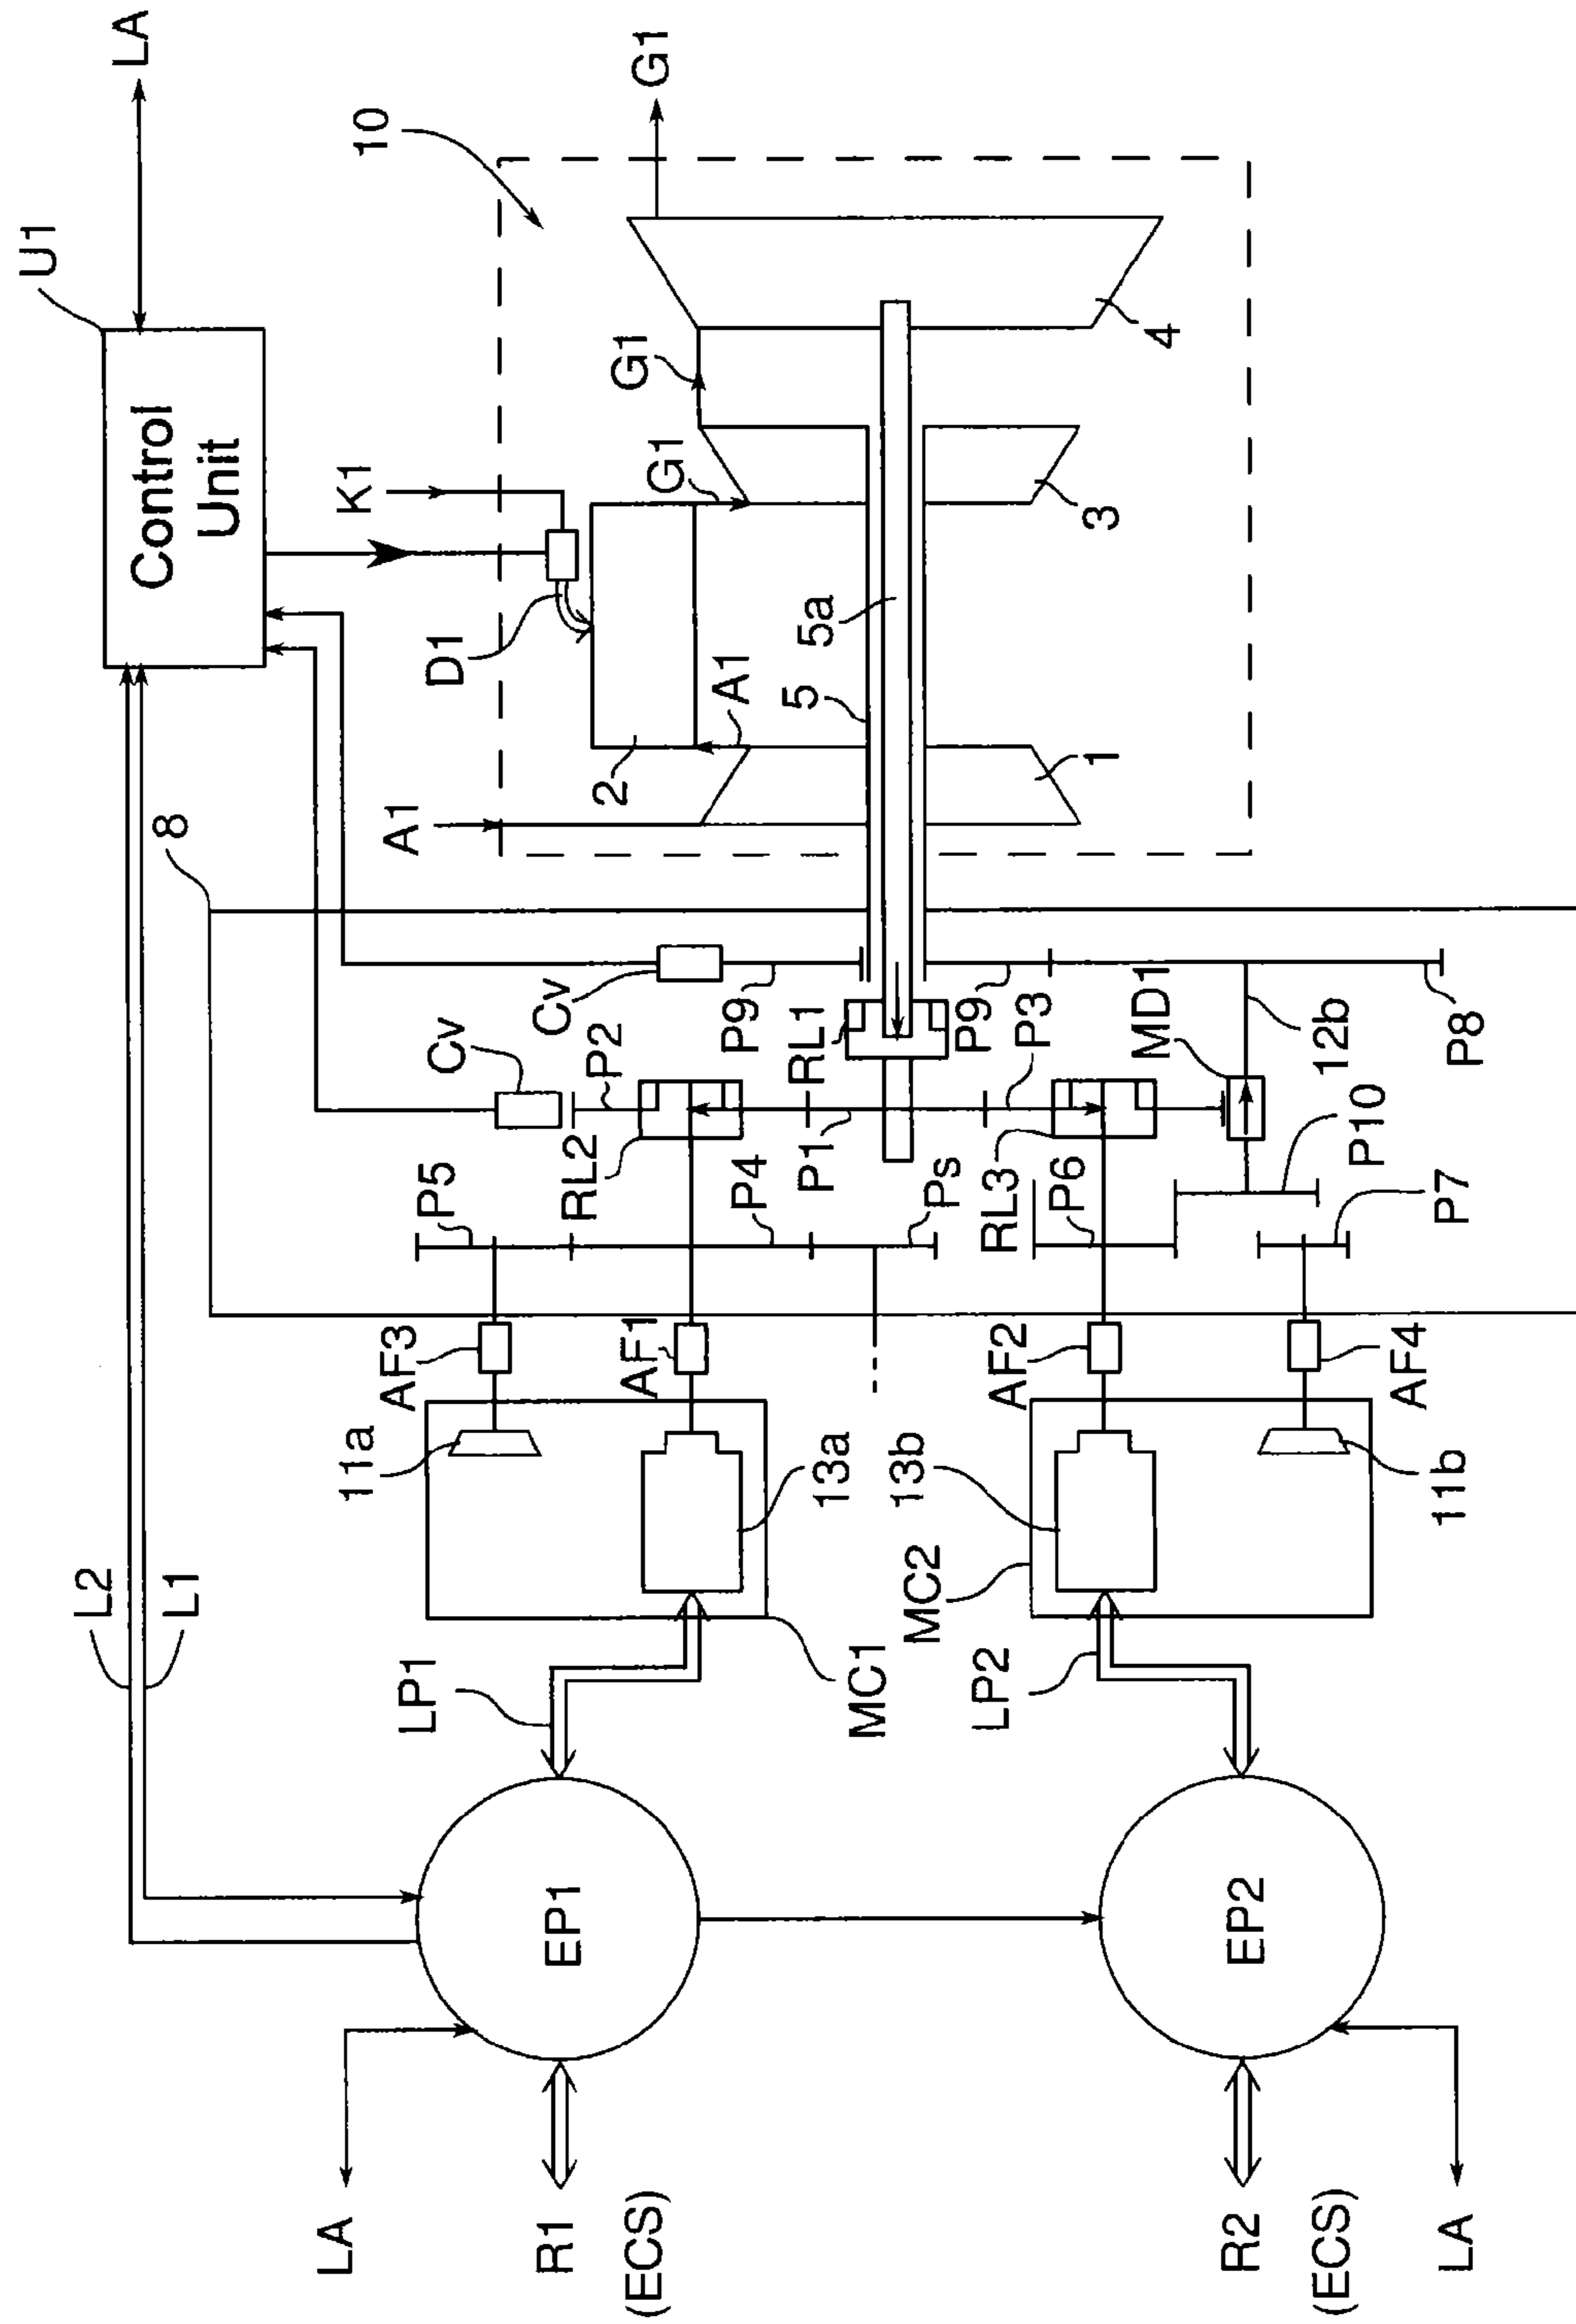 LA
U1
Control
Unit
10
G1
K1
D1
G1
G1
A1
A1
2
5
5a
1
3
4
8
Cv
Cv
P9
P9
P2
RL1
P3
MD1
12b
P8
RL2
P1
RL3
P10
P5
P4
Ps
P6
P7
AF3
AF1
AF2
AF4
11a
13a
13b
11b
L2
L1
LP1
MC1
MC2
LP2
EP1
EP2
LA
R1
(ECS)
R2
(ECS)
LA